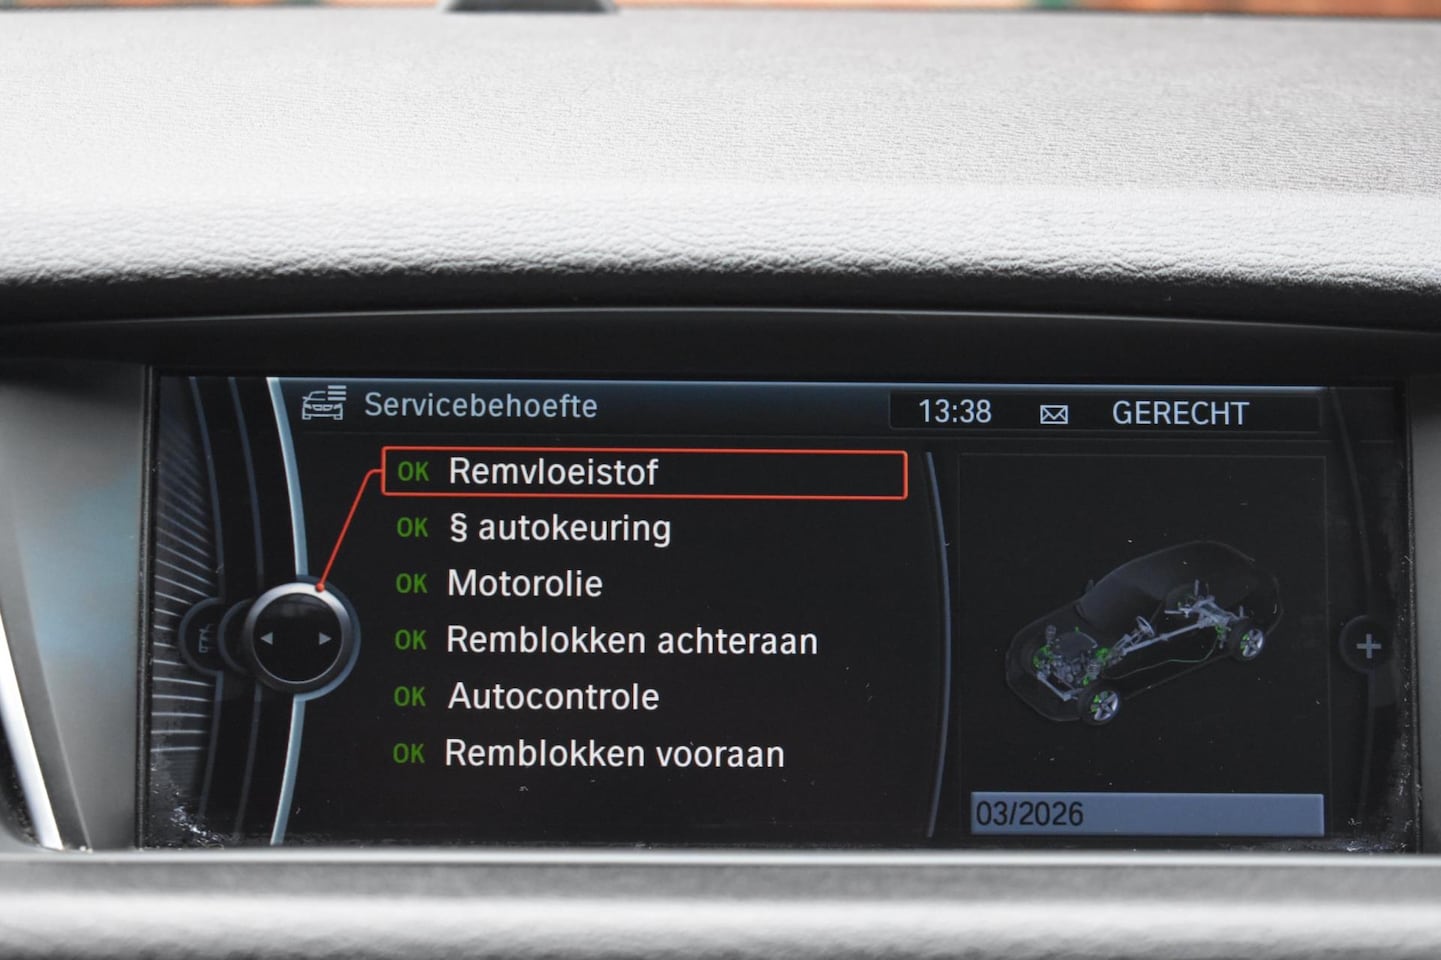 Servicebehoefte
13:38 GERECHT
OK Remvloeistof
OK § autokeuring
OK Motorolie
OK Remblokken achteraan
OK Autocontrole
OK Remblokken vooraan
03/2026